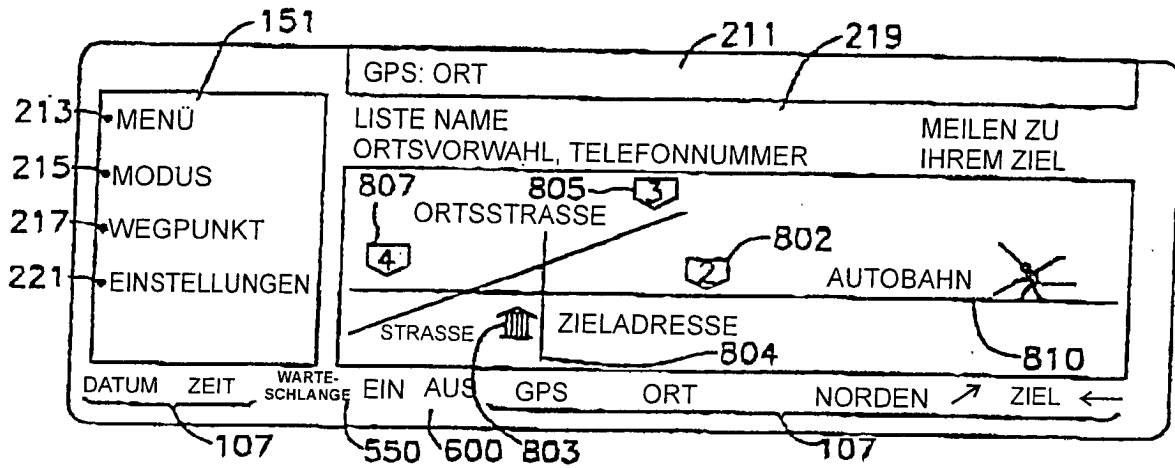 151
211
219
GPS: ORT
213 MENÜ
LISTE NAME
ORTSVORWAHL, TELEFONNUMMER
MEILEN ZU
IHREM ZIEL
215 MODUS
807
805
3
ORTSSTRASSE
217 WEGPUNKT
4
2
802
221 EINSTELLUNGEN
AUTOBAHN
STRASSE
ZIELADRESSE
804
810
DATUM ZEIT WARTE-
SCHLANGE EIN AUS GPS ORT NORDEN ZIEL
107
550
600
803
107